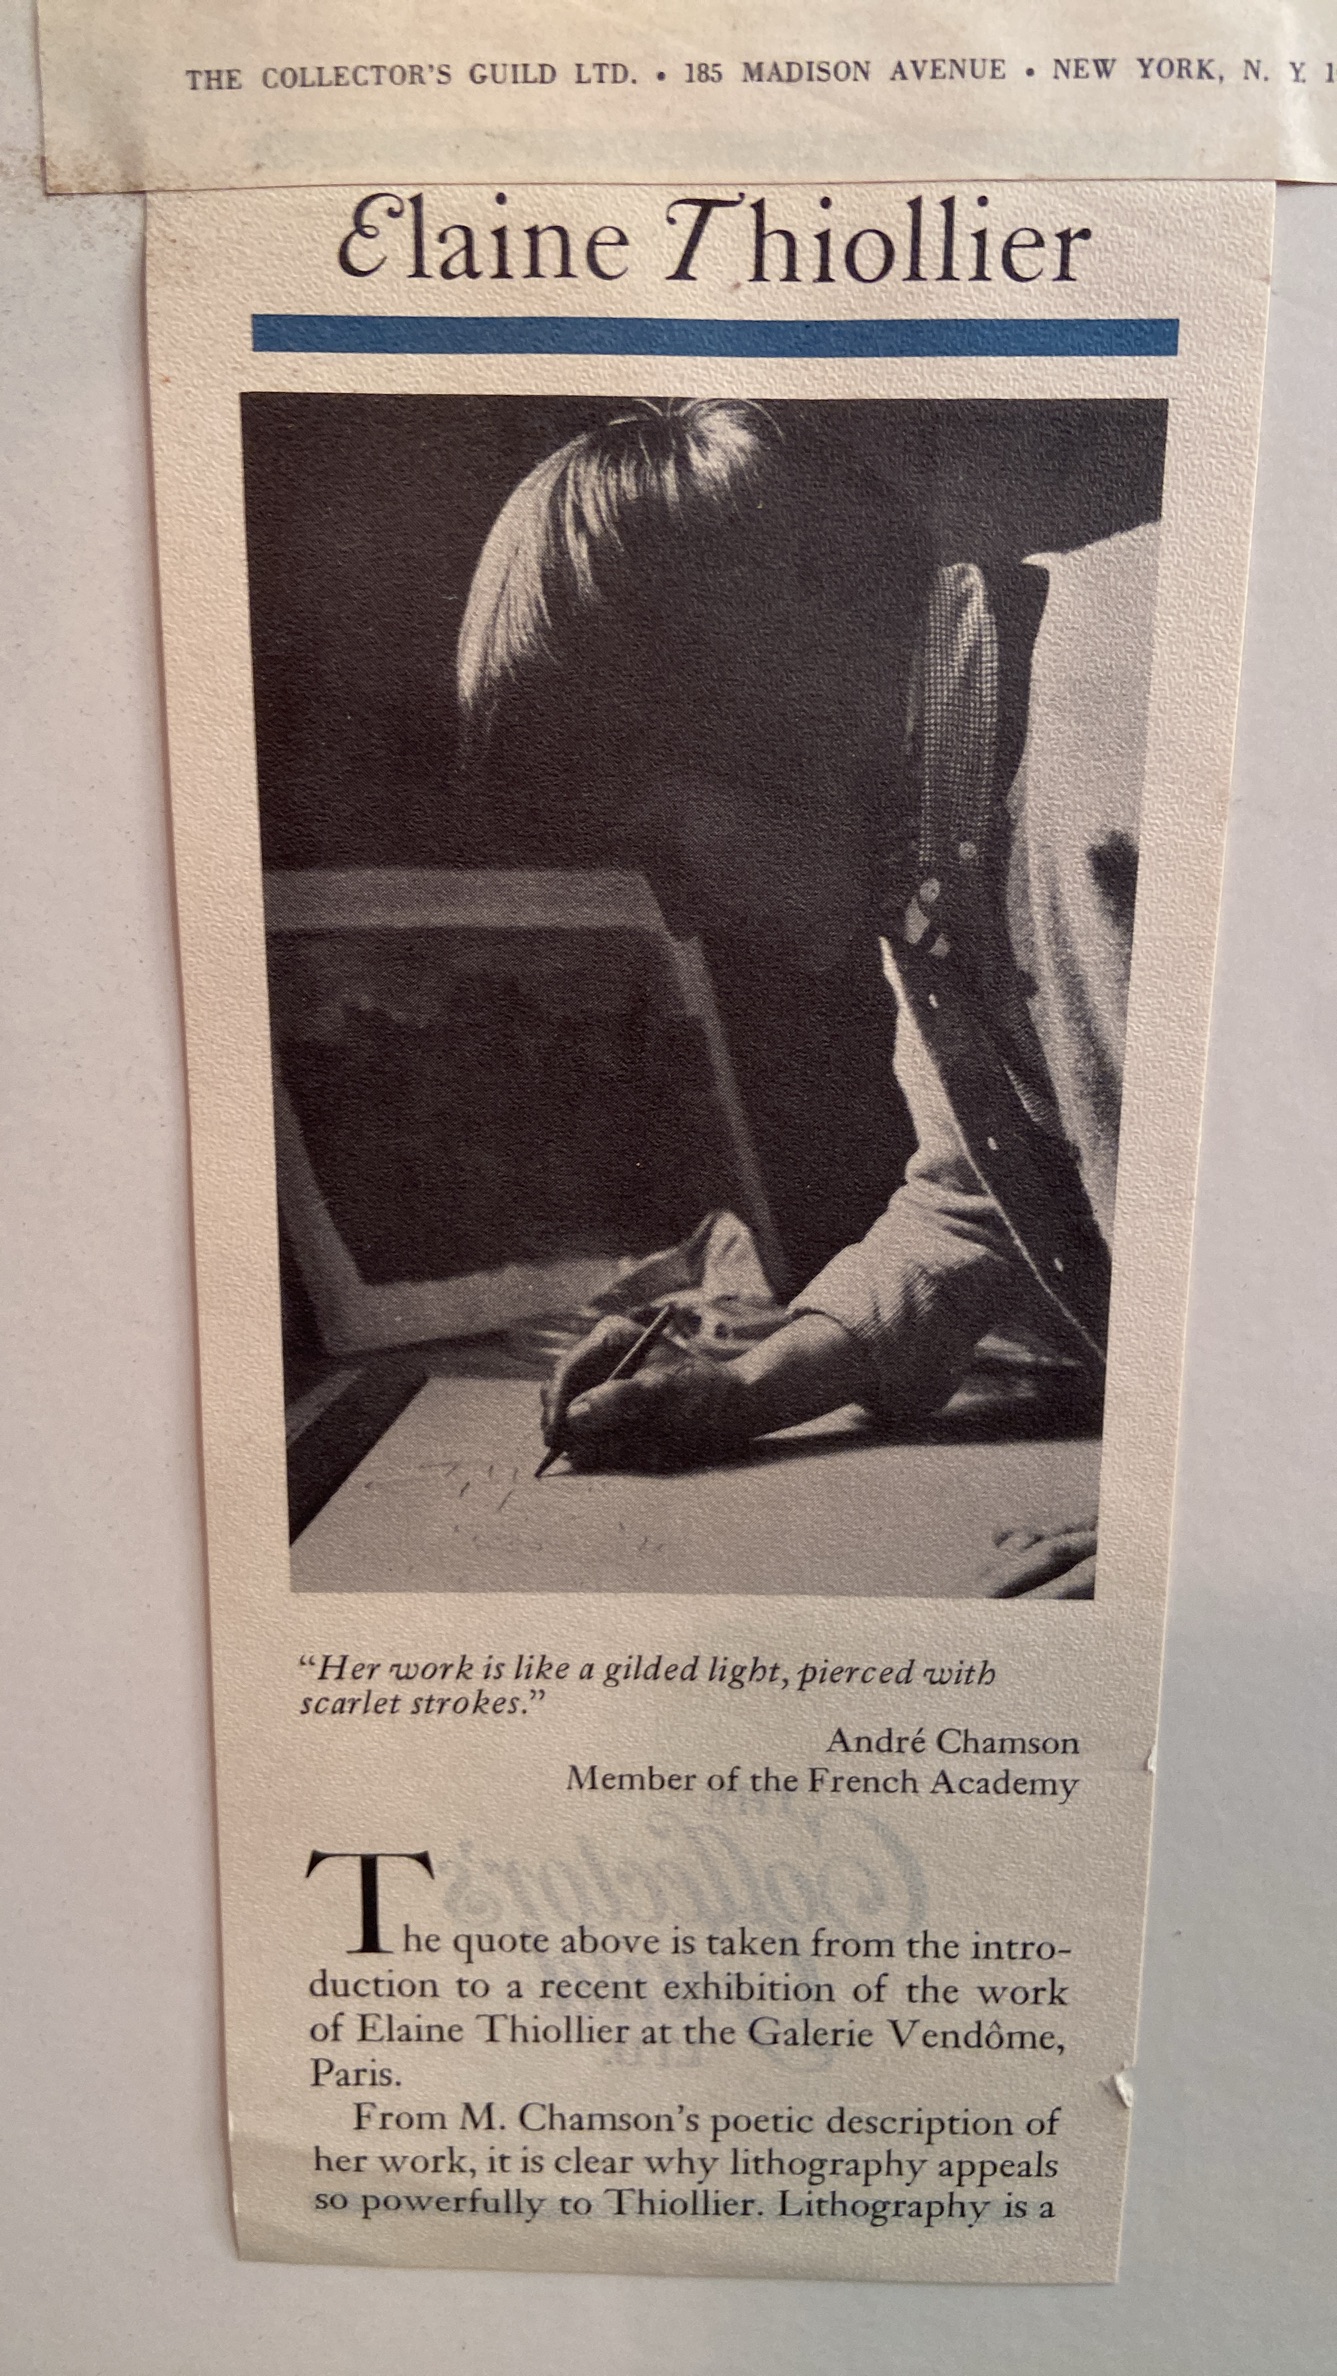 THE COLLECTOR'S GUILD LTD. • 185 MADISON AVENUE • NEW YORK, N. Y.
Elaine Thiollier
“Her work is like a gilded light, pierced with
scarlet strokes.”
André Chamson
Member of the French Academy
The quote above is taken from the intro-
duction to a recent exhibition of the work
of Elaine Thiollier at the Galerie Vendôme,
Paris.
From M. Chamson’s poetic description of
her work, it is clear why lithography appeals
so powerfully to Thiollier. Lithography is a
Collector's